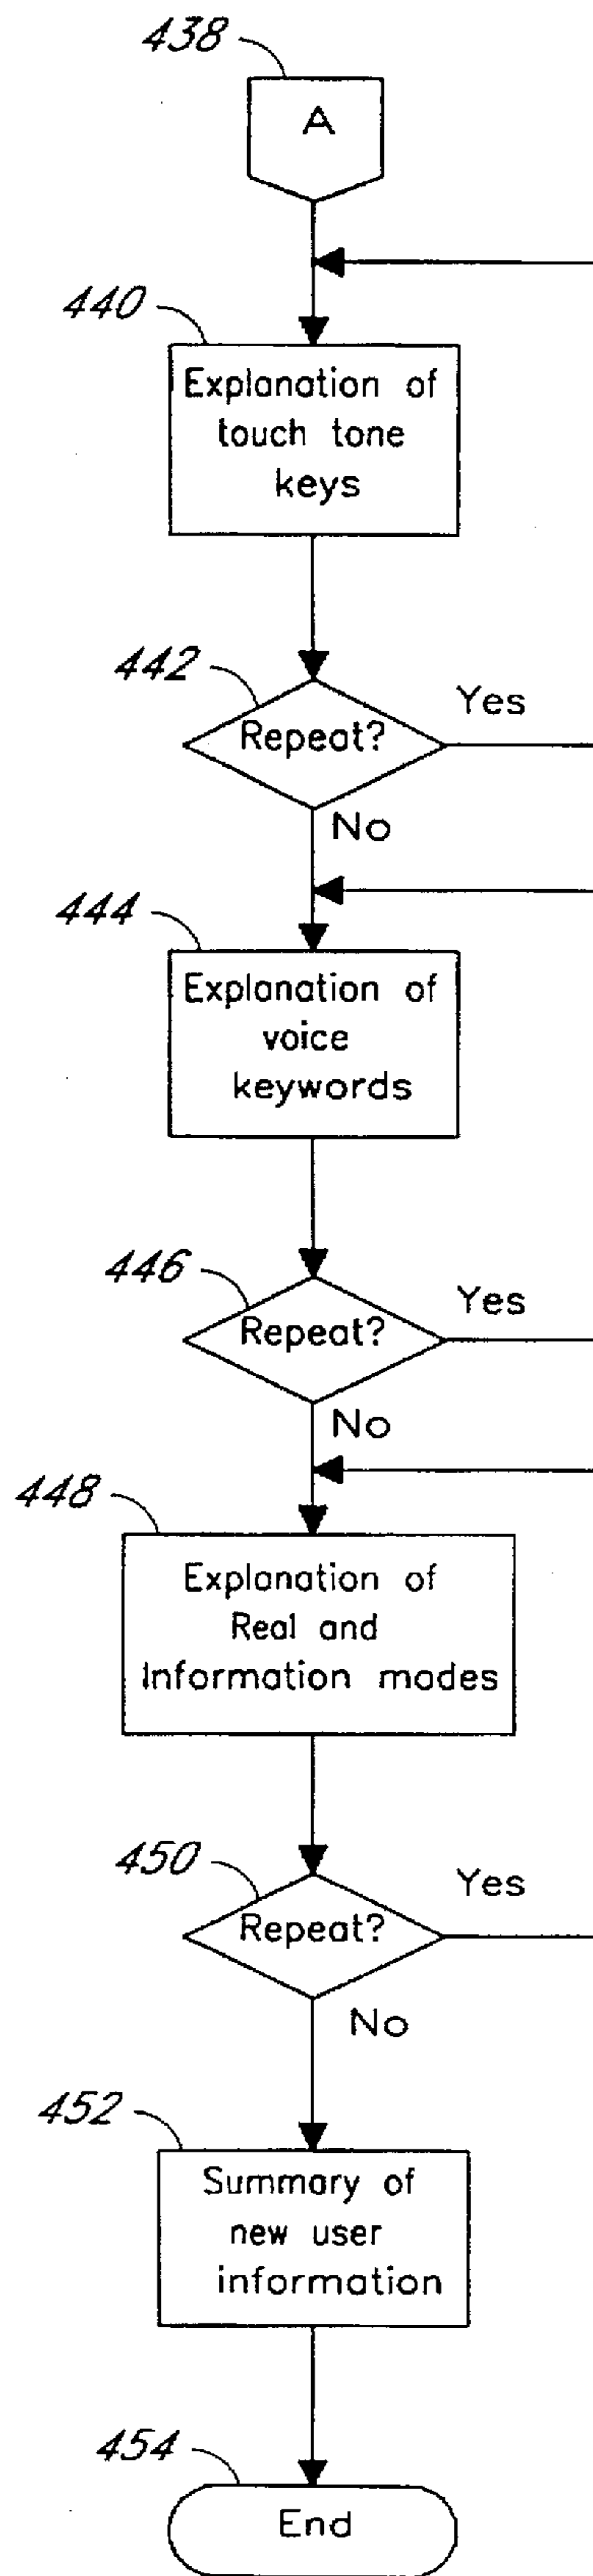 438
A
440
Explanation of
touch tone
keys
442
Repeat?
Yes
No
444
Explanation of
voice
keywords
446
Repeat?
Yes
No
448
Explanation of
Real and
Information modes
450
Repeat?
Yes
No
452
Summary of
new user
information
454
End